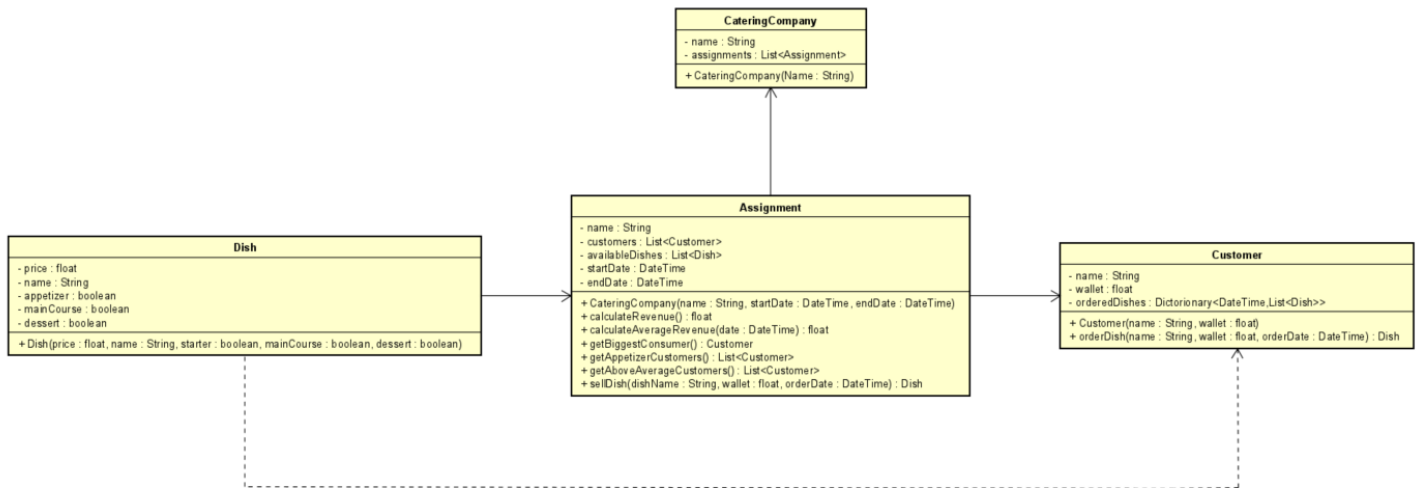 CateringCompany
- name : String
- assignments : List<Assignment>
+ CateringCompany(Name : String)
Dish
- price : float
- name : String
- appetizer : boolean
- mainCourse : boolean
- dessert : boolean
+ Dish(price : float, name : String, starter : boolean, mainCourse : boolean, dessert : boolean)
Assignment
- name : String
- customers : List<Customer>
- availableDishes : List<Dish>
- startDate : DateTime
- endDate : DateTime
+ CateringCompany(name : String, startDate : DateTime, endDate : DateTime)
+ calculateRevenue() : float
+ calculateAverageRevenue(date : DateTime) : float
+ getBiggestConsumer() : Customer
+ getAppetizerCustomers() : List<Customer>
+ getAboveAverageCustomers() : List<Customer>
+ sellDish(dishName : String, wallet : float, orderDate : DateTime) : Dish
Customer
- name : String
- wallet : float
- orderedDishes : Dictorionary<DateTime,List<Dish>>
+ Customer(name : String, wallet : float)
+ orderDish(name : String, wallet : float, orderDate : DateTime) : Dish